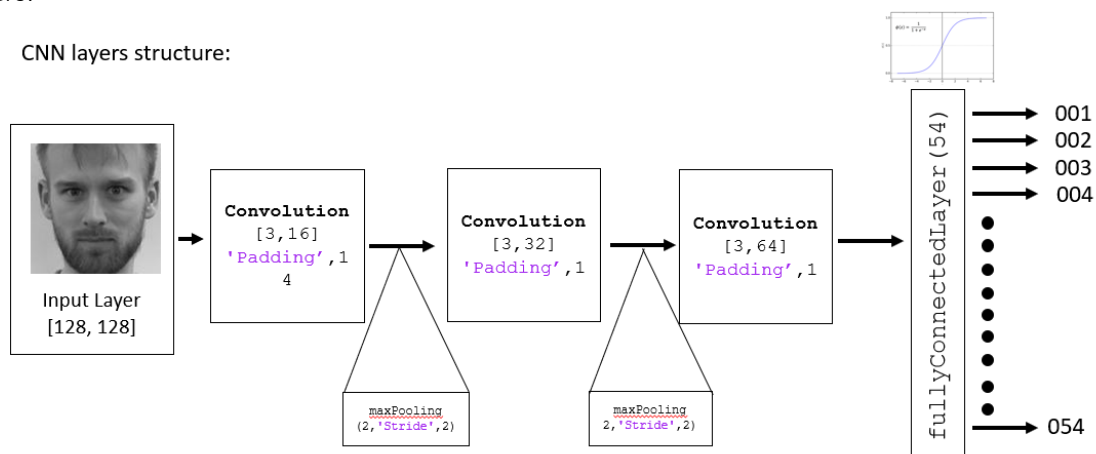 CNN layers structure:
Input Layer
[128, 128]
Convolution
[3,16]
'Padding',1
4
maxPooling
(2,'Stride',2)
Convolution
[3,32]
'Padding',1
maxPooling
2,'Stride',2)
Convolution
[3,64]
'Padding',1
fullyConnectedLayer(54)
001
002
003
004
054